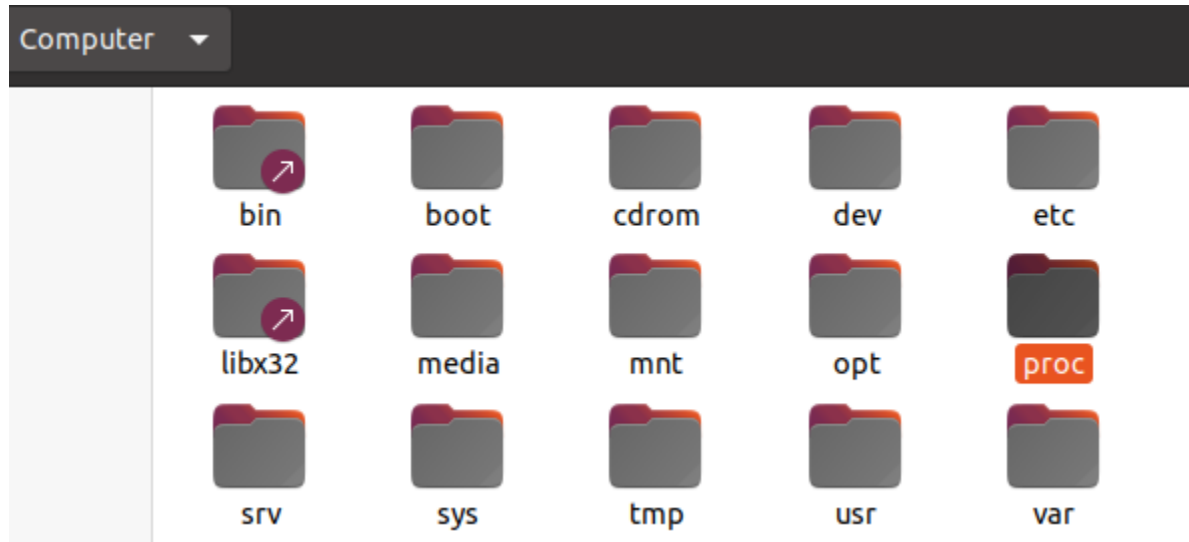 Computer
bin boot cdrom dev etc
libx32 media mnt opt proc
srv sys tmp usr var